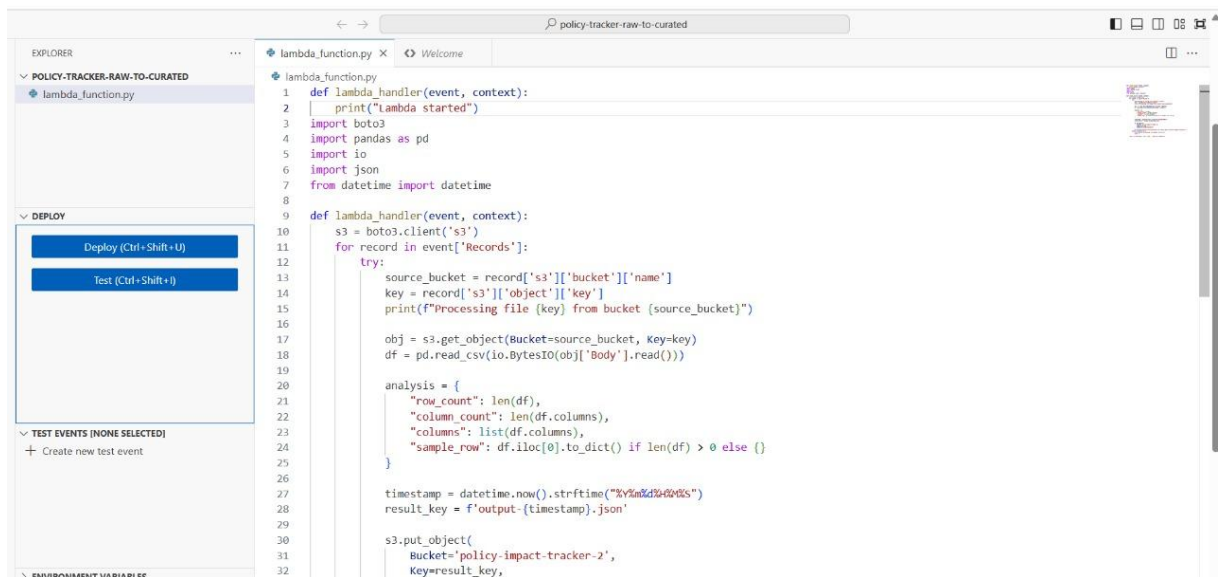 policy-tracker-raw-to-curated
EXPLORER
POLICY-TRACKER-RAW-TO-CURATED
lambda_function.py
DEPLOY
Deploy (Ctrl+Shift+U)
Test (Ctrl+Shift+I)
TEST EVENTS [NONE SELECTED]
+ Create new test event
ENVIRONMENT VARIABLES
lambda_function.py
Welcome
lambda_function.py
1 def lambda_handler(event, context):
2 print("Lambda started")
3 import boto3
4 import pandas as pd
5 import io
6 import json
7 from datetime import datetime
8
9 def lambda_handler(event, context):
10 s3 = boto3.client('s3')
11 for record in event['Records']:
12 try:
13 source_bucket = record['s3']['bucket']['name']
14 key = record['s3']['object']['key']
15 print(f"Processing file {key} from bucket {source_bucket}")
16
17 obj = s3.get_object(Bucket=source_bucket, Key=key)
18 df = pd.read_csv(io.BytesIO(obj['Body'].read()))
19
20 analysis = {
21 "row_count": len(df),
22 "column_count": len(df.columns),
23 "columns": list(df.columns),
24 "sample_row": df.iloc[0].to_dict() if len(df) > 0 else {}
25 }
26
27 timestamp = datetime.now().strftime("%Y%m%d%H%M%S")
28 result_key = f'output-{timestamp}.json'
29
30 s3.put_object(
31 Bucket='policy-impact-tracker-2',
32 Key=result_key,